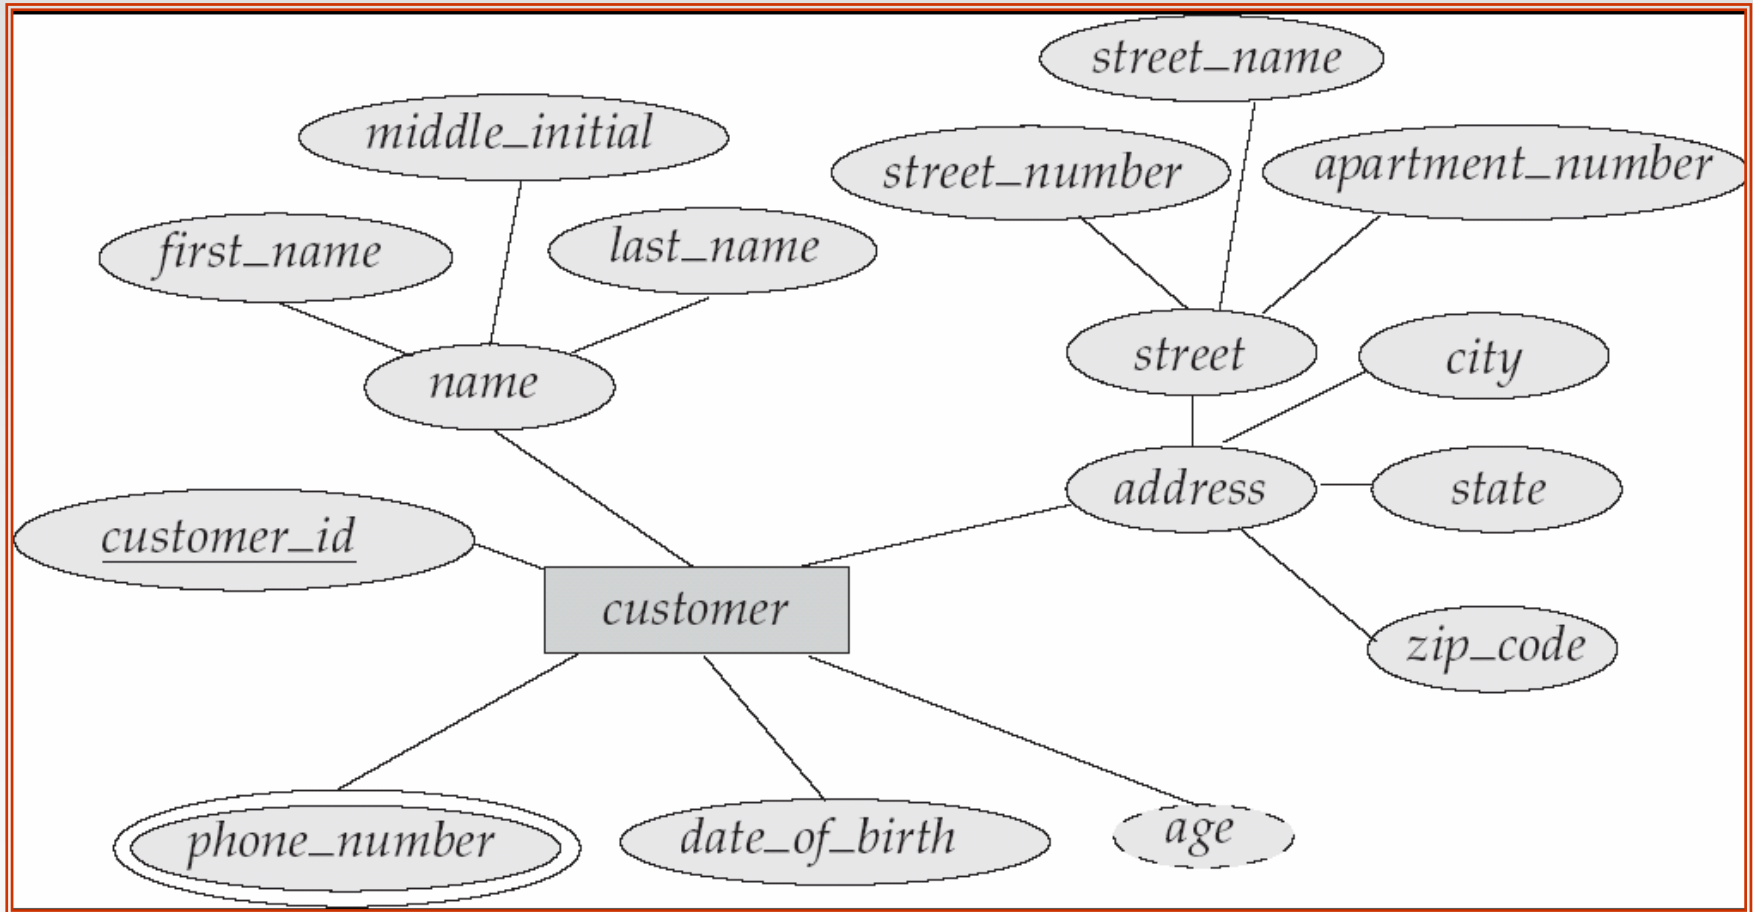 street_name
middle_initial
street_number
apartment_number
first_name
last_name
street
city
name
address
state
customer_id
customer
zip_code
phone_number
date_of_birth
age